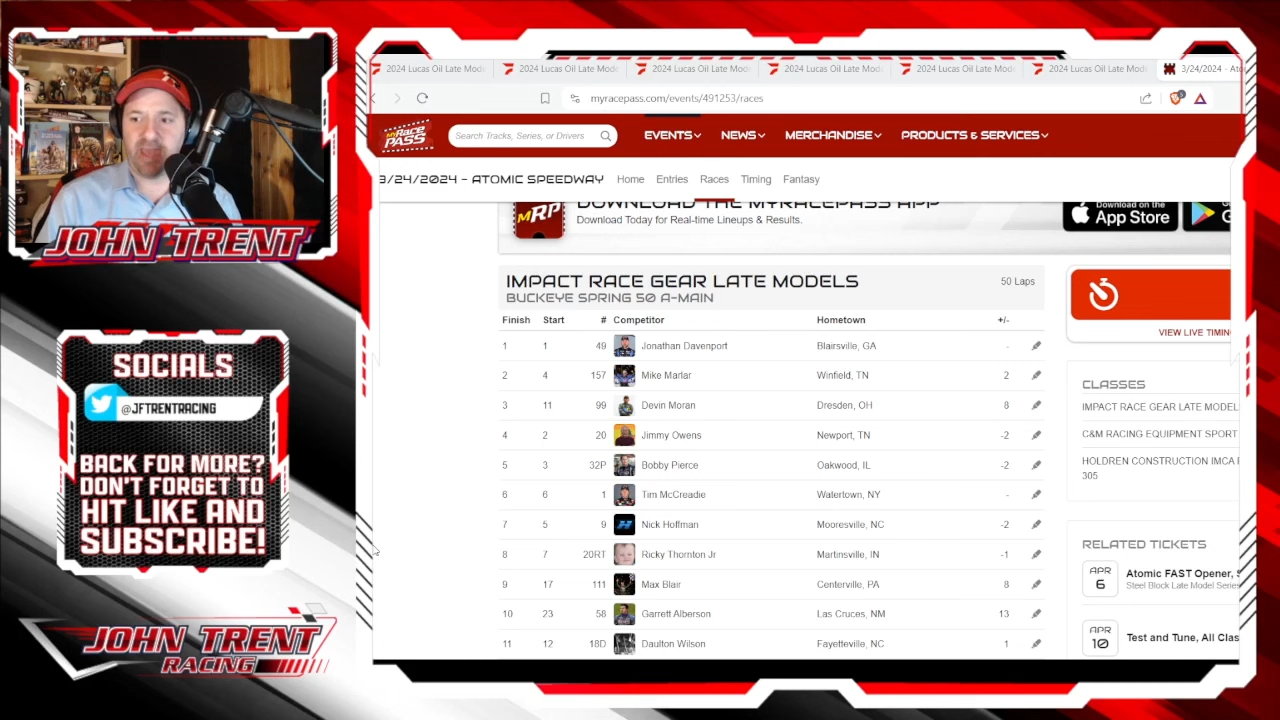 JOHN TRENT
SOCIALS
@JFTRENTRACING
BACK FOR MORE?
DON'T FORGET TO
HIT LIKE AND
SUBSCRIBE!
JOHN TRENT
RACING
2024 Lucas Oil Late Mode
2024 Lucas Oil Late Mode
2024 Lucas Oil Late Mode
2024 Lucas Oil Late Mode
2024 Lucas Oil Late Mode
2024 Lucas Oil Late Mode
3/24/2024 - Ato
myracepass.com/events/491253/races
MY RACE PASS
Search Tracks, Series, or Drivers
EVENTS
NEWS
MERCHANDISE
PRODUCTS & SERVICES
3/24/2024 - ATOMIC SPEEDWAY
Home
Entries
Races
Timing
Fantasy
MRP
DOWNLOAD THE MYRACEPASS APP
Download Today for Real-time Lineups & Results.
Download on the
App Store
G
IMPACT RACE GEAR LATE MODELS
50 Laps
BUCKEYE SPRING 50 A-MAIN
Finish Start # Competitor Hometown +/-
1 1 49 Jonathan Davenport Blairsville, GA -
2 4 157 Mike Marlar Winfield, TN 2
3 11 99 Devin Moran Dresden, OH 8
4 2 20 Jimmy Owens Newport, TN -2
5 3 32P Bobby Pierce Oakwood, IL -2
6 6 1 Tim McCreadie Watertown, NY -
7 5 9 Nick Hoffman Mooresville, NC -2
8 7 20RT Ricky Thornton Jr Martinsville, IN -1
9 17 111 Max Blair Centerville, PA 8
10 23 58 Garrett Alberson Las Cruces, NM 13
11 12 18D Daulton Wilson Fayetteville, NC 1
VIEW LIVE TIMIN
CLASSES
IMPACT RACE GEAR LATE MODEL
C&M RACING EQUIPMENT SPORT
HOLDREN CONSTRUCTION IMCA
305
RELATED TICKETS
APR
6
Atomic FAST Opener, S
Steel Block Late Model Series
APR
10
Test and Tune, All Clas